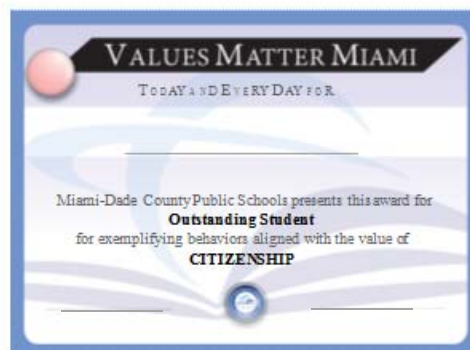 VALUES MATTER MIAMI
TODAY AND EVERY DAY FOR
Miami-Dade County Public Schools presents this award for
Outstanding Student
for exemplifying behaviors aligned with the value of
CITIZENSHIP